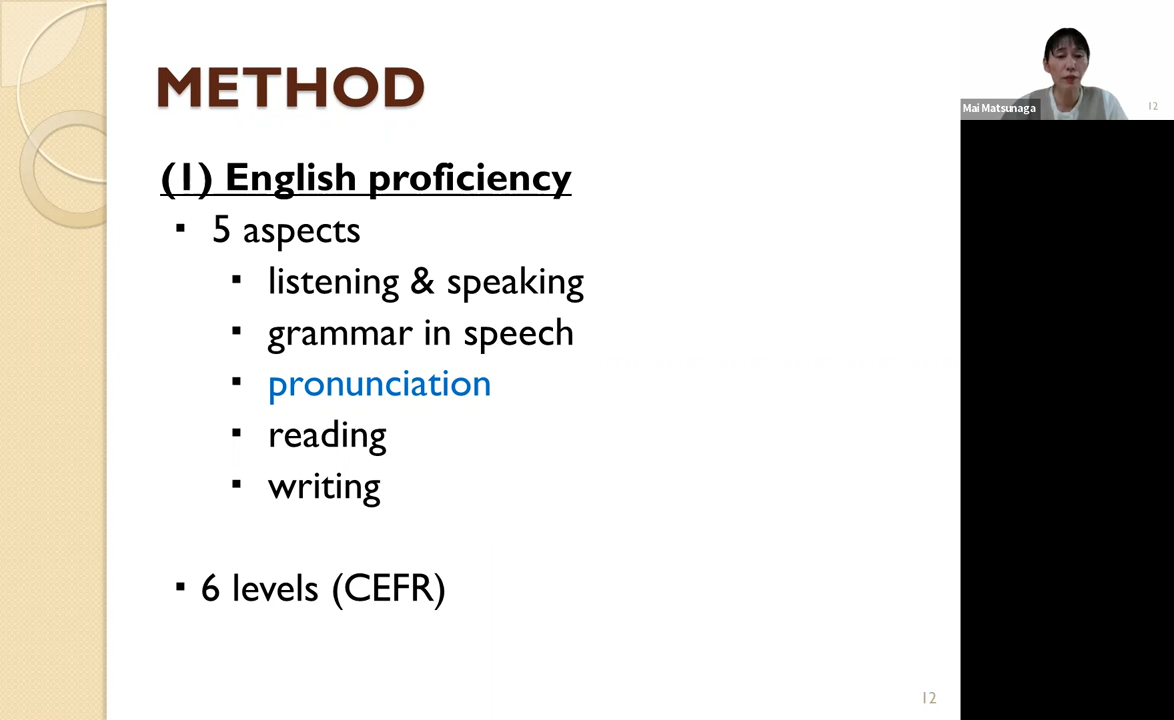 METHOD
(1) English proficiency
▪ 5 aspects
▪ listening & speaking
▪ grammar in speech
▪ pronunciation
▪ reading
▪ writing
▪ 6 levels (CEFR)
12
Mai Matsunaga
12